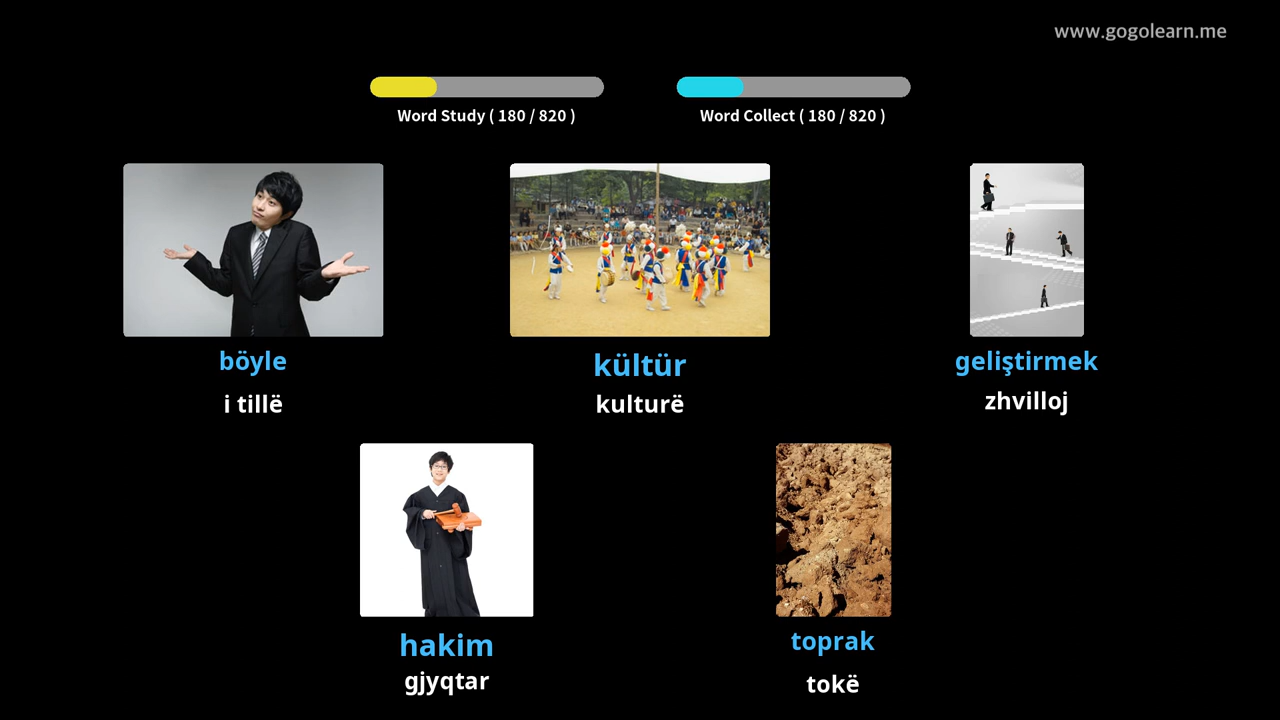 www.gogolearn.me
Word Study ( 180 / 820 )
Word Collect ( 180 / 820 )
böyle
i tillë
kültür
kulturë
geliştirmek
zhvilloj
hakim
gjyqtar
toprak
tokë